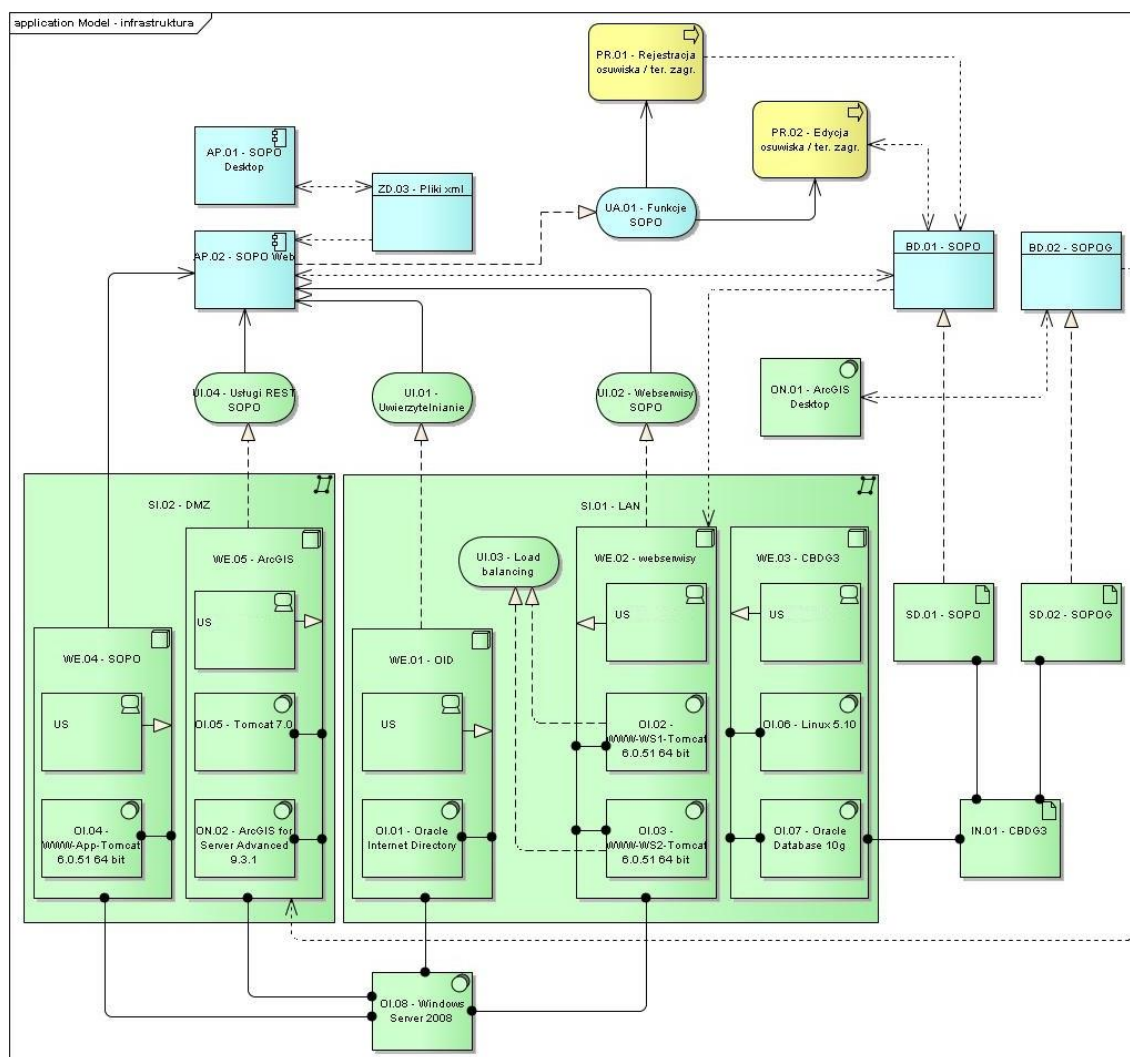 application Model - infrastruktura
PR.01 - Rejestracja
osuwiska / ter. zagr.
PR.02 - Edycja
osuwiska / ter. zagr.
AP.01 - SOPO
Desktop
ZD.03 - Pliki xml
UA.01 - Funkcje
SOPO
AP.02 - SOPO Web
BD.01 - SOPO
BD.02 - SOPOG
UI.04 - Usługi REST
SOPO
UI.01 -
Uwierzytelnianie
UI.02 - Webserwisy
SOPO
ON.01 - ArcGIS
Desktop
SI.02 - DMZ
SI.01 - LAN
WE.05 - ArcGIS
UI.03 - Load
balancing
WE.02 - webserwisy
WE.03 - CBDG3
US
US
US
SD.01 - SOPO
SD.02 - SOPOG
WE.04 - SOPO
WE.01 - OID
US
OI.05 - Tomcat 7.0
US
OI.02 -
WWW-WS1-Tomcat
6.0.51 64 bit
OI.06 - Linux 5.10
OI.04 -
WWW-App-Tomcat
6.0.51 64 bit
ON.02 - ArcGIS for
Server Advanced
9.3.1
OI.01 - Oracle
Internet Directory
OI.03 -
WWW-WS2-Tomcat
6.0.51 64 bit
OI.07 - Oracle
Database 10g
IN.01 - CBDG3
OI.08 - Windows
Server 2008